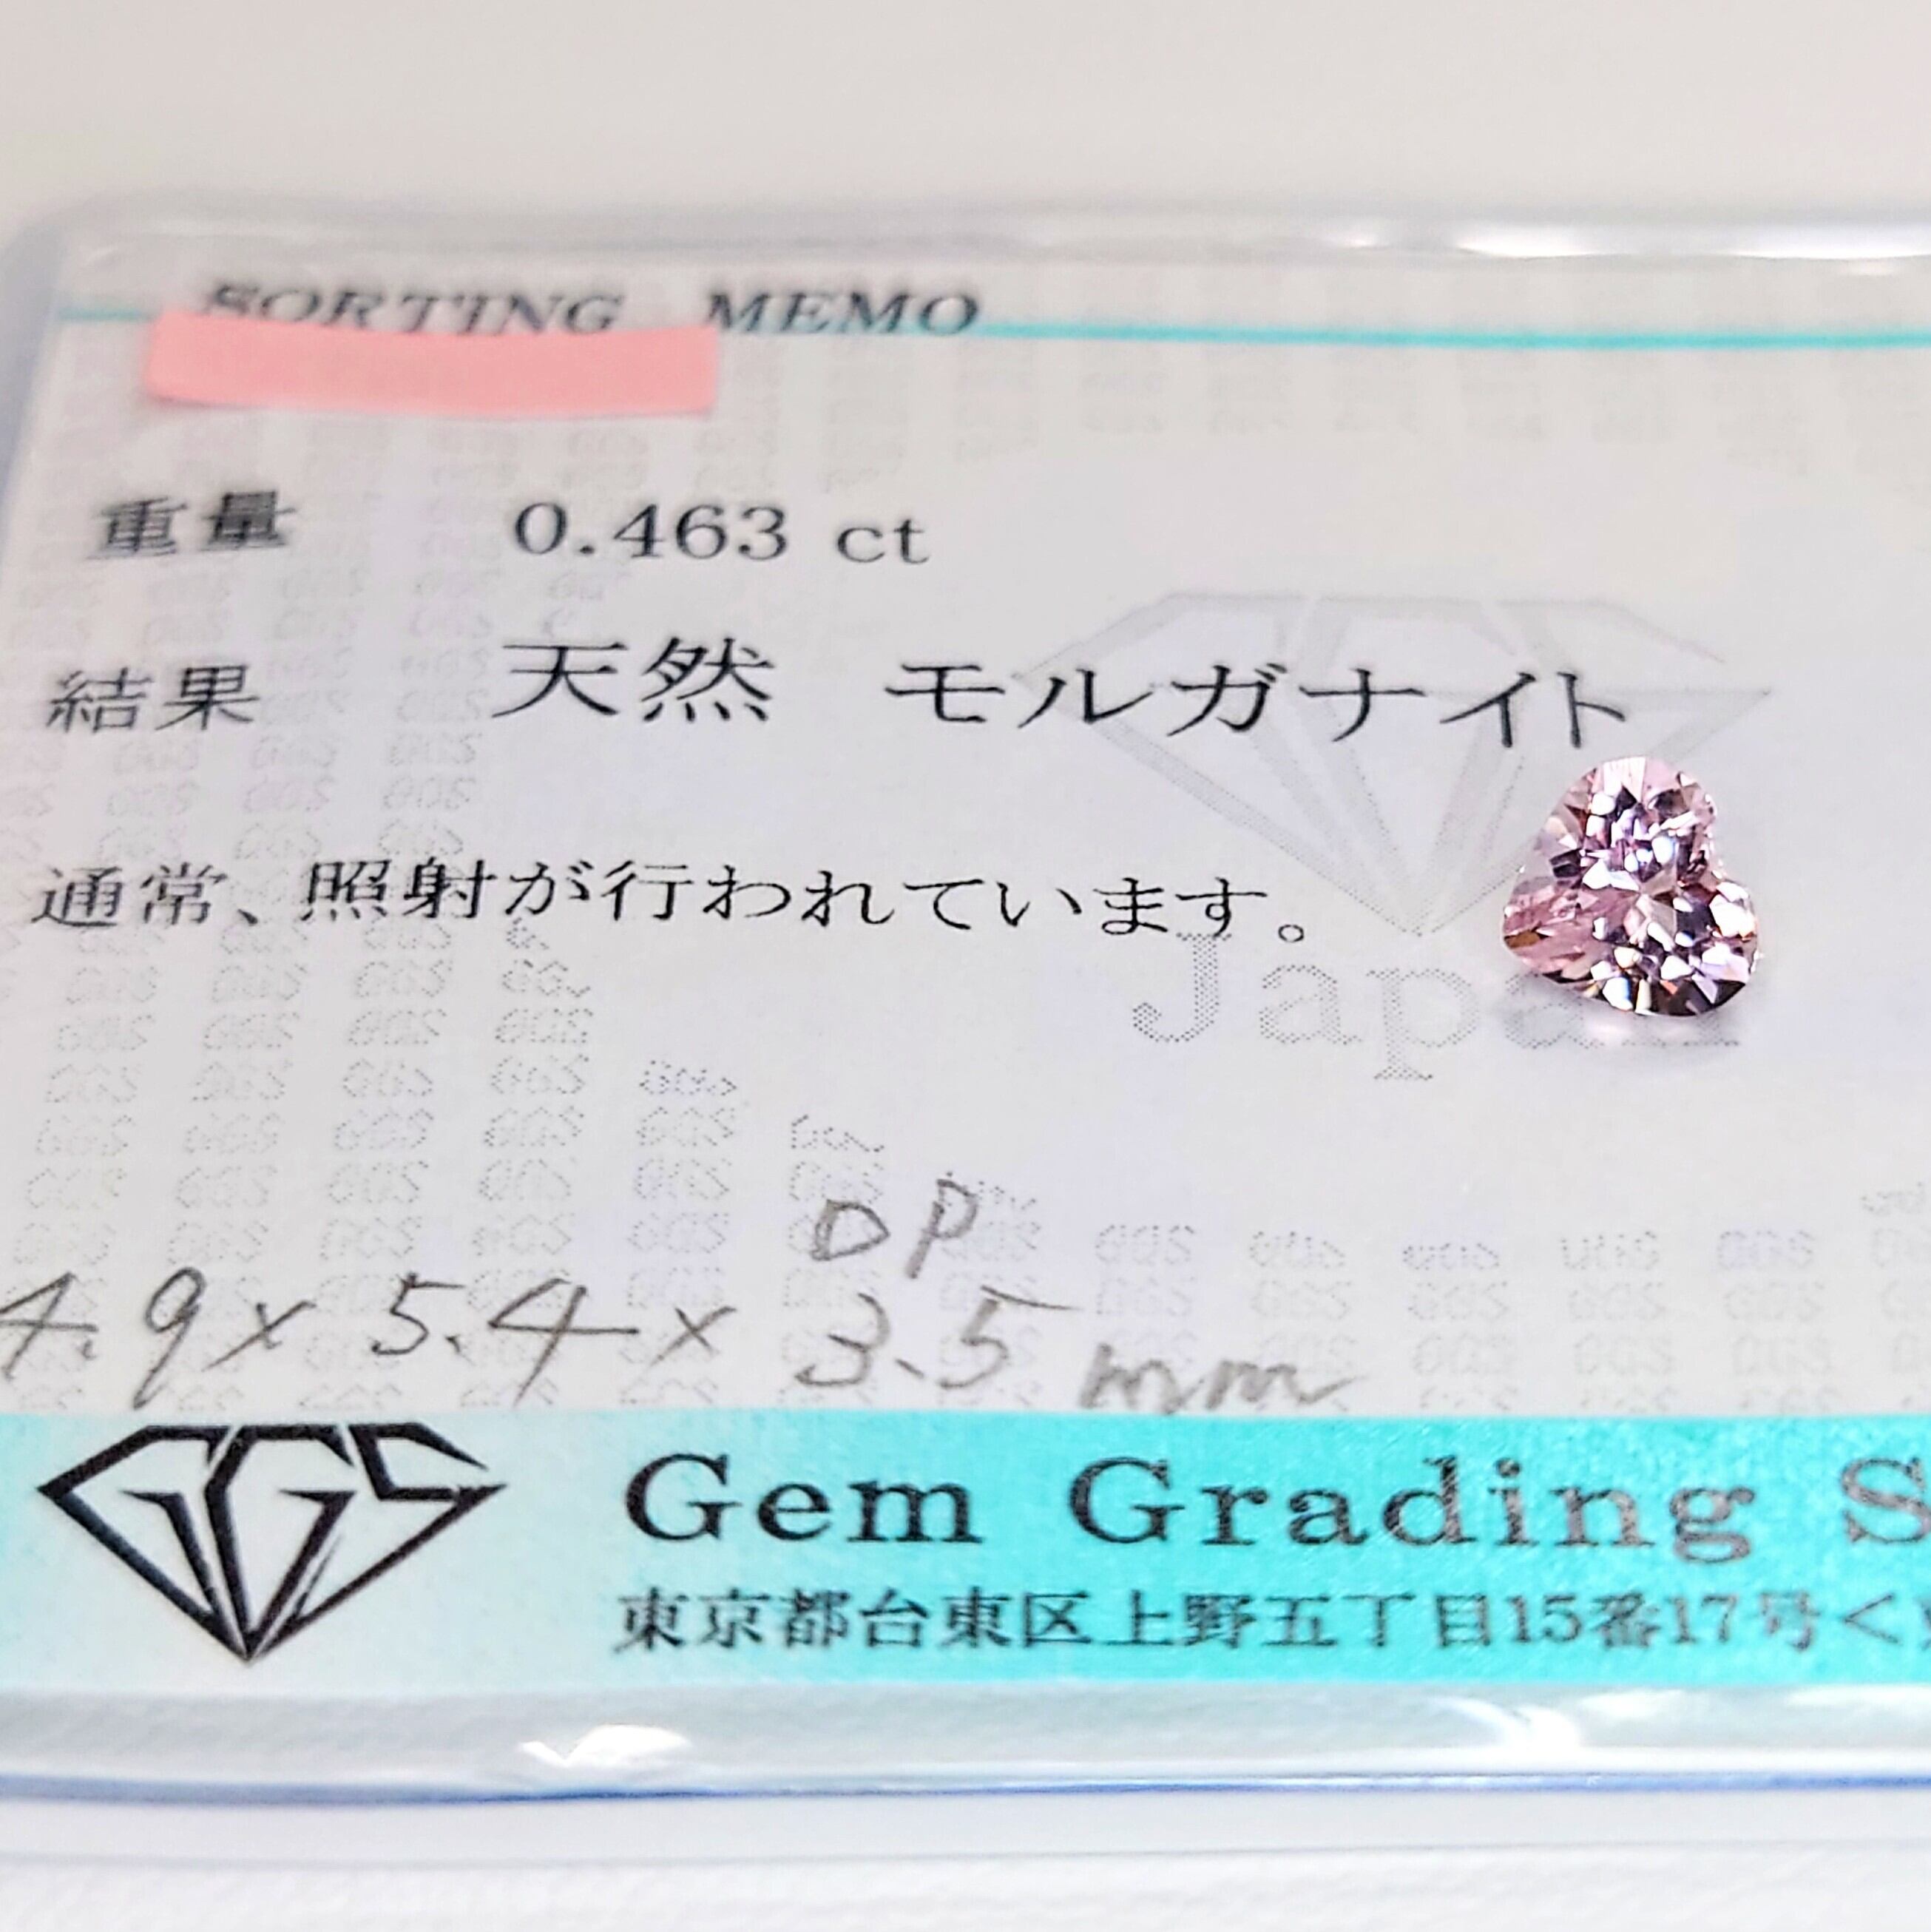 SORTING MEMO
重量 0.463 ct
結果 天然 モルガナイト
通常、照射が行われています。
Japa
DP
4.9 x 5.4 x 3.5 mm
GGS
Gem Grading S
東京都台東区上野五丁目15番17号<